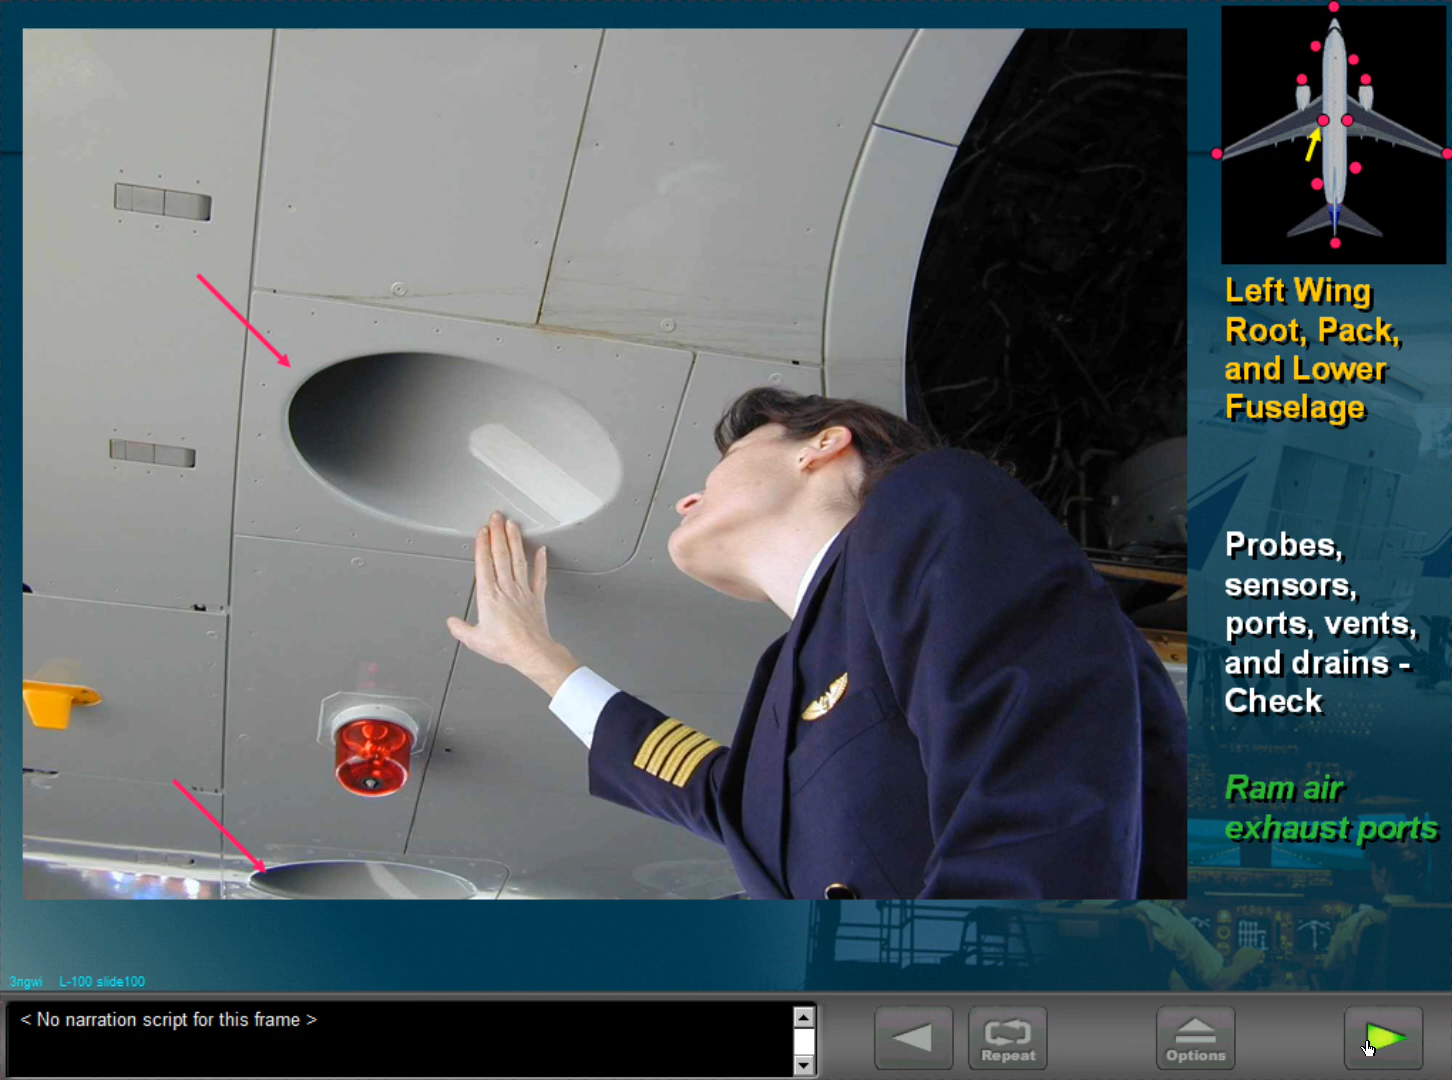 Left Wing
Root, Pack,
and Lower
Fuselage
Probes,
sensors,
ports, vents,
and drains -
Check
Ram air
exhaust ports
3ngwi L-100 slide100
< No narration script for this frame >
Repeat
Options